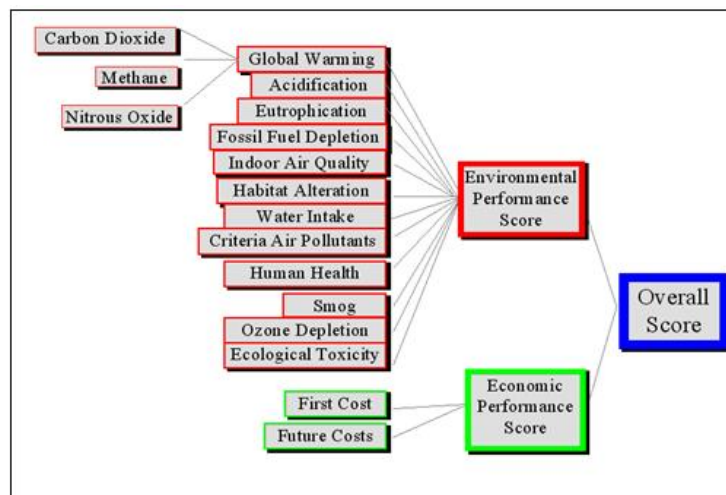 Carbon Dioxide
Methane
Nitrous Oxide
Global Warming
Acidification
Eutrophication
Fossil Fuel Depletion
Indoor Air Quality
Habitat Alteration
Water Intake
Criteria Air Pollutants
Human Health
Smog
Ozone Depletion
Ecological Toxicity
First Cost
Future Costs
Environmental
Performance
Score
Economic
Performance
Score
Overall
Score